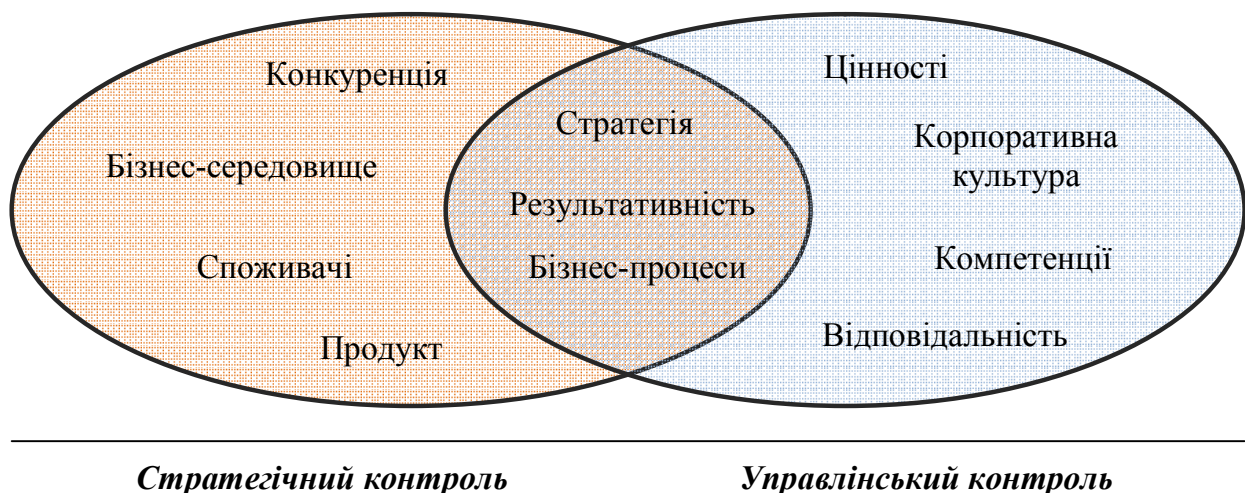 Конкуренція
Бізнес-середовище
Споживачі
Продукт
Стратегія
Результативність
Бізнес-процеси
Цінності
Корпоративна
культура
Компетенції
Відповідальність
Стратегічний контроль
Управлінський контроль